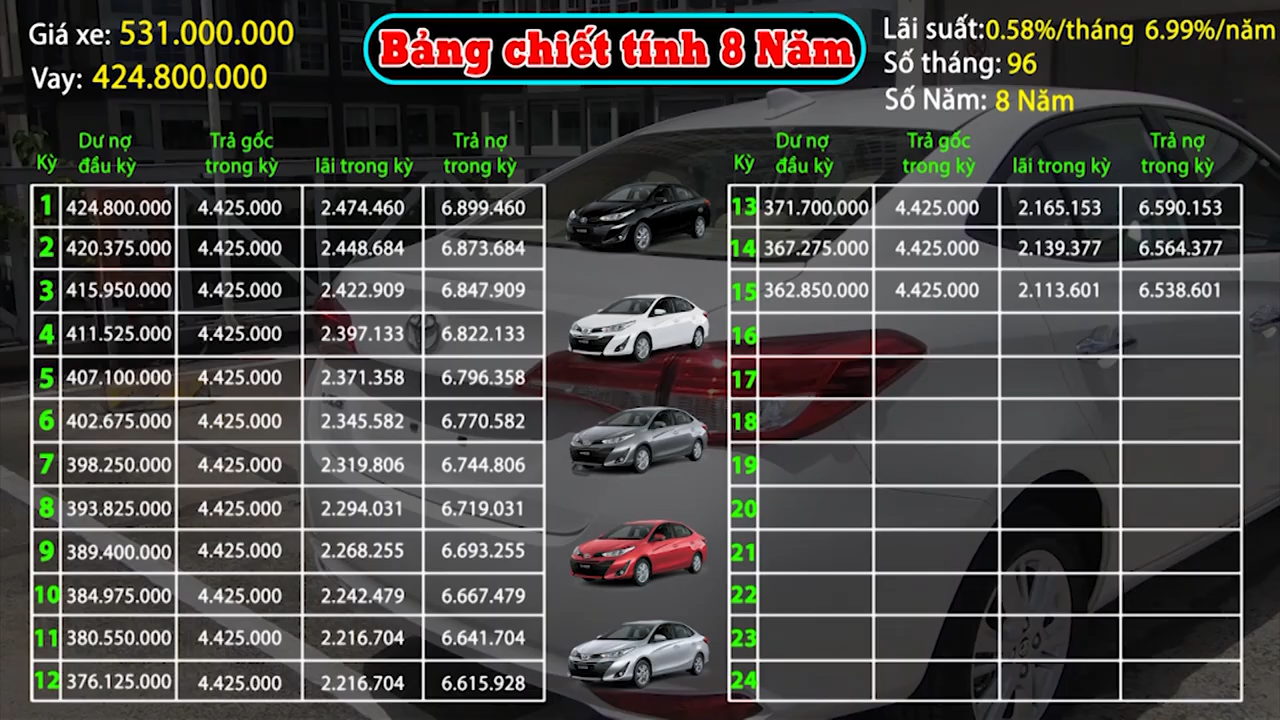 Giá xe: 531.000.000
Vay: 424.800.000
Bảng chiết tính 8 Năm
Lãi suất:0.58%/tháng 6.99%/năm
Số tháng: 96
Số Năm: 8 Năm
Kỳ Dư nợ đầu kỳ Trả gốc trong kỳ lãi trong kỳ Trả nợ trong kỳ
1 424.800.000 4.425.000 2.474.460 6.899.460
2 420.375.000 4.425.000 2.448.684 6.873.684
3 415.950.000 4.425.000 2.422.909 6.847.909
4 411.525.000 4.425.000 2.397.133 6.822.133
5 407.100.000 4.425.000 2.371.358 6.796.358
6 402.675.000 4.425.000 2.345.582 6.770.582
7 398.250.000 4.425.000 2.319.806 6.744.806
8 393.825.000 4.425.000 2.294.031 6.719.031
9 389.400.000 4.425.000 2.268.255 6.693.255
10 384.975.000 4.425.000 2.242.479 6.667.479
11 380.550.000 4.425.000 2.216.704 6.641.704
12 376.125.000 4.425.000 2.216.704 6.615.928
Kỳ Dư nợ đầu kỳ Trả gốc trong kỳ lãi trong kỳ Trả nợ trong kỳ
13 371.700.000 4.425.000 2.165.153 6.590.153
14 367.275.000 4.425.000 2.139.377 6.564.377
15 362.850.000 4.425.000 2.113.601 6.538.601
16
17
18
19
20
21
22
23
24